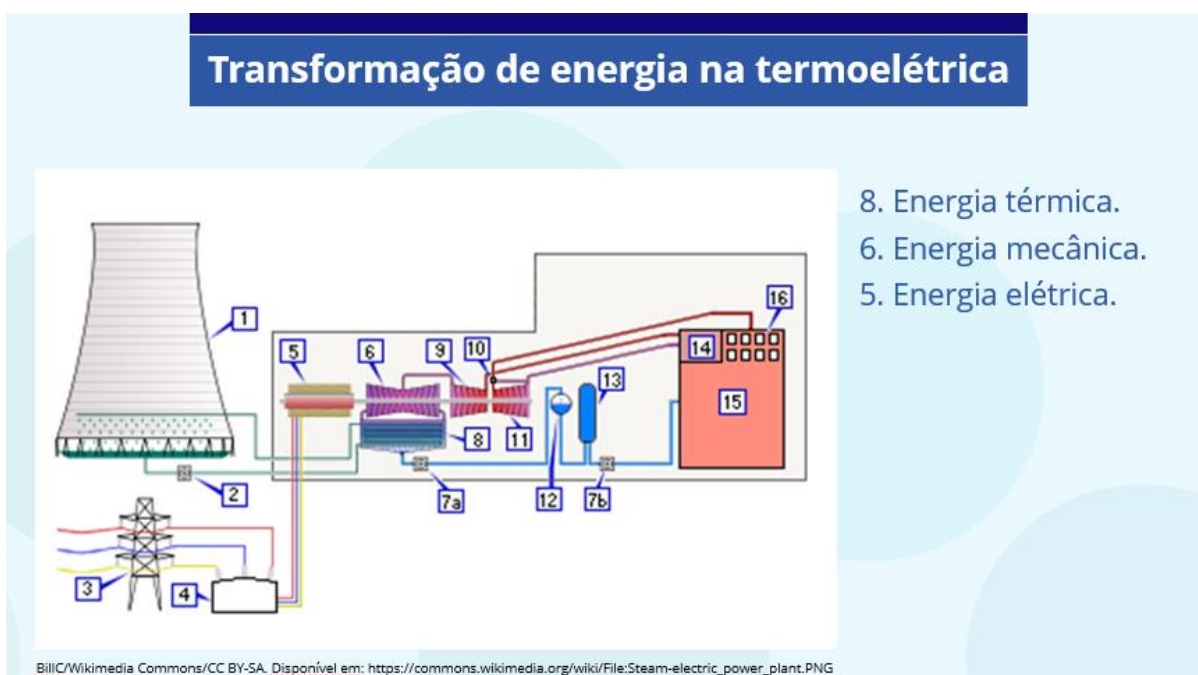 Transformação de energia na termoelétrica
8. Energia térmica.
6. Energia mecânica.
5. Energia elétrica.
1
16
5
6
9
10
14
13
15
8
11
2
7a
12
7b
3
4
BillC/Wikimedia Commons/CC BY-SA. Disponível em: https://commons.wikimedia.org/wiki/File:Steam-electric_power_plant.PNG